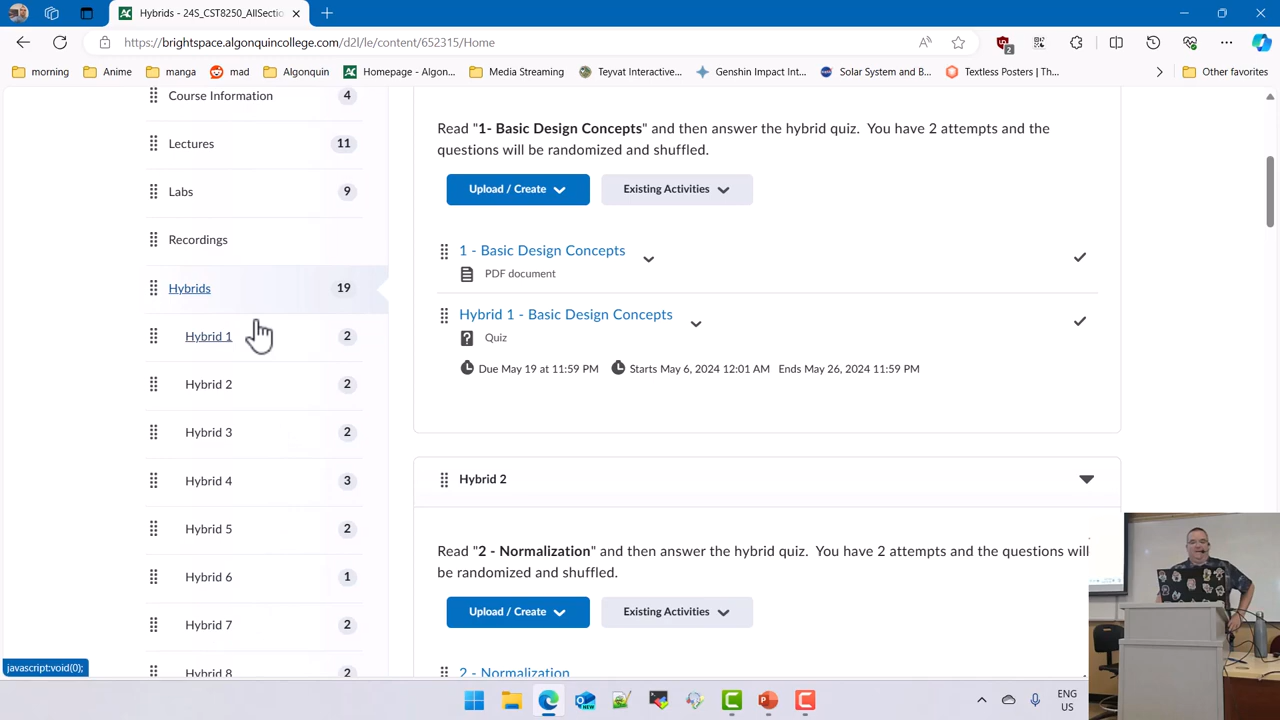 Hybrids - 24S_CST8250_AllSectio
https://brightspace.algonquincollege.com/d2l/le/content/652315/Home
2
morning
Anime
manga
mad
Algonquin
Homepage - Algon...
Media Streaming
Teyvat Interactive...
Genshin Impact Int...
Solar System and B...
Textless Posters | Th...
Other favorites
Course Information 4
Lectures 11
Labs 9
Recordings
Hybrids 19
Hybrid 1 2
Hybrid 2 2
Hybrid 3 2
Hybrid 4 3
Hybrid 5 2
Hybrid 6 1
Hybrid 7 2
Hybrid 8 2
Read "1- Basic Design Concepts" and then answer the hybrid quiz. You have 2 attempts and the
questions will be randomized and shuffled.
Upload / Create Existing Activities
1 - Basic Design Concepts
PDF document
Hybrid 1 - Basic Design Concepts
Quiz
Due May 19 at 11:59 PM Starts May 6, 2024 12:01 AM Ends May 26, 2024 11:59 PM
Hybrid 2
Read "2 - Normalization" and then answer the hybrid quiz. You have 2 attempts and the questions will
be randomized and shuffled.
Upload / Create Existing Activities
2 - Normalization
javascript:void(0);
NEW
ENG
US